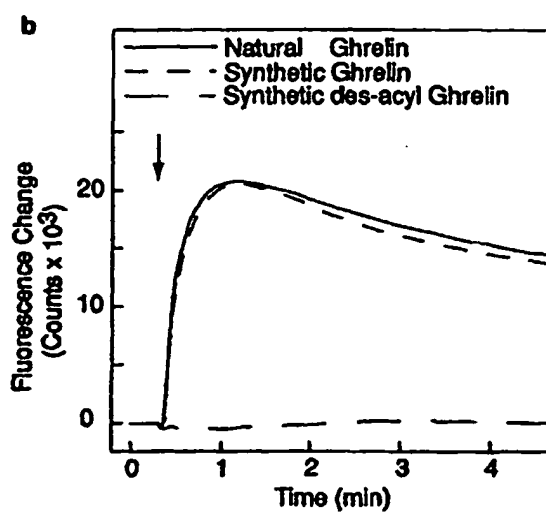 b
Natural Ghrelin
Synthetic Ghrelin
Synthetic des-acyl Ghrelin
Fluorescence Change
(Counts x 10³)
20
10
0
0 1 2 3 4
Time (min)